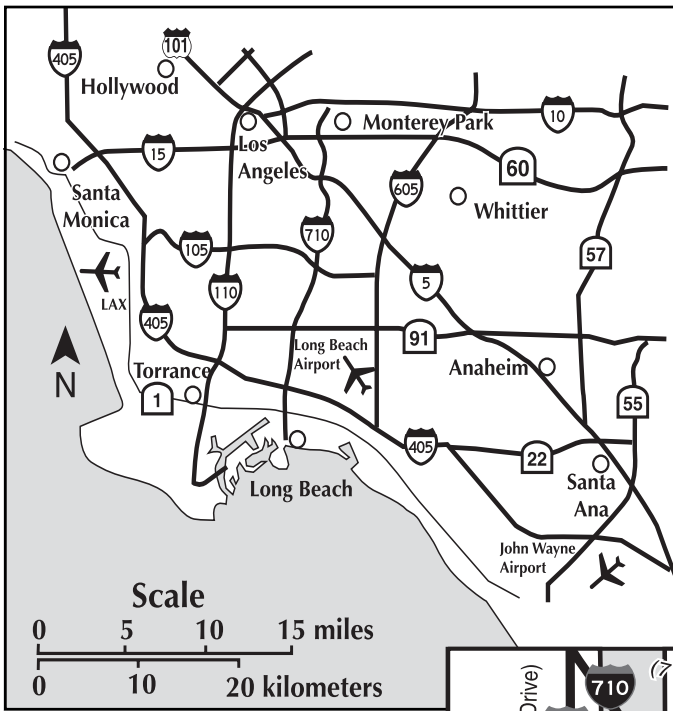 405
101
Hollywood
10
Monterey Park
Los
Angeles
15
60
Santa
Monica
605
Whittier
710
105
57
LAX
110
5
405
91
Long Beach
Airport
N
Torrance
Anaheim
1
55
405
22
Long Beach
Santa
Ana
John Wayne
Airport
Scale
0 5 10 15 miles
0 10 20 kilometers
Drive)
710
(7